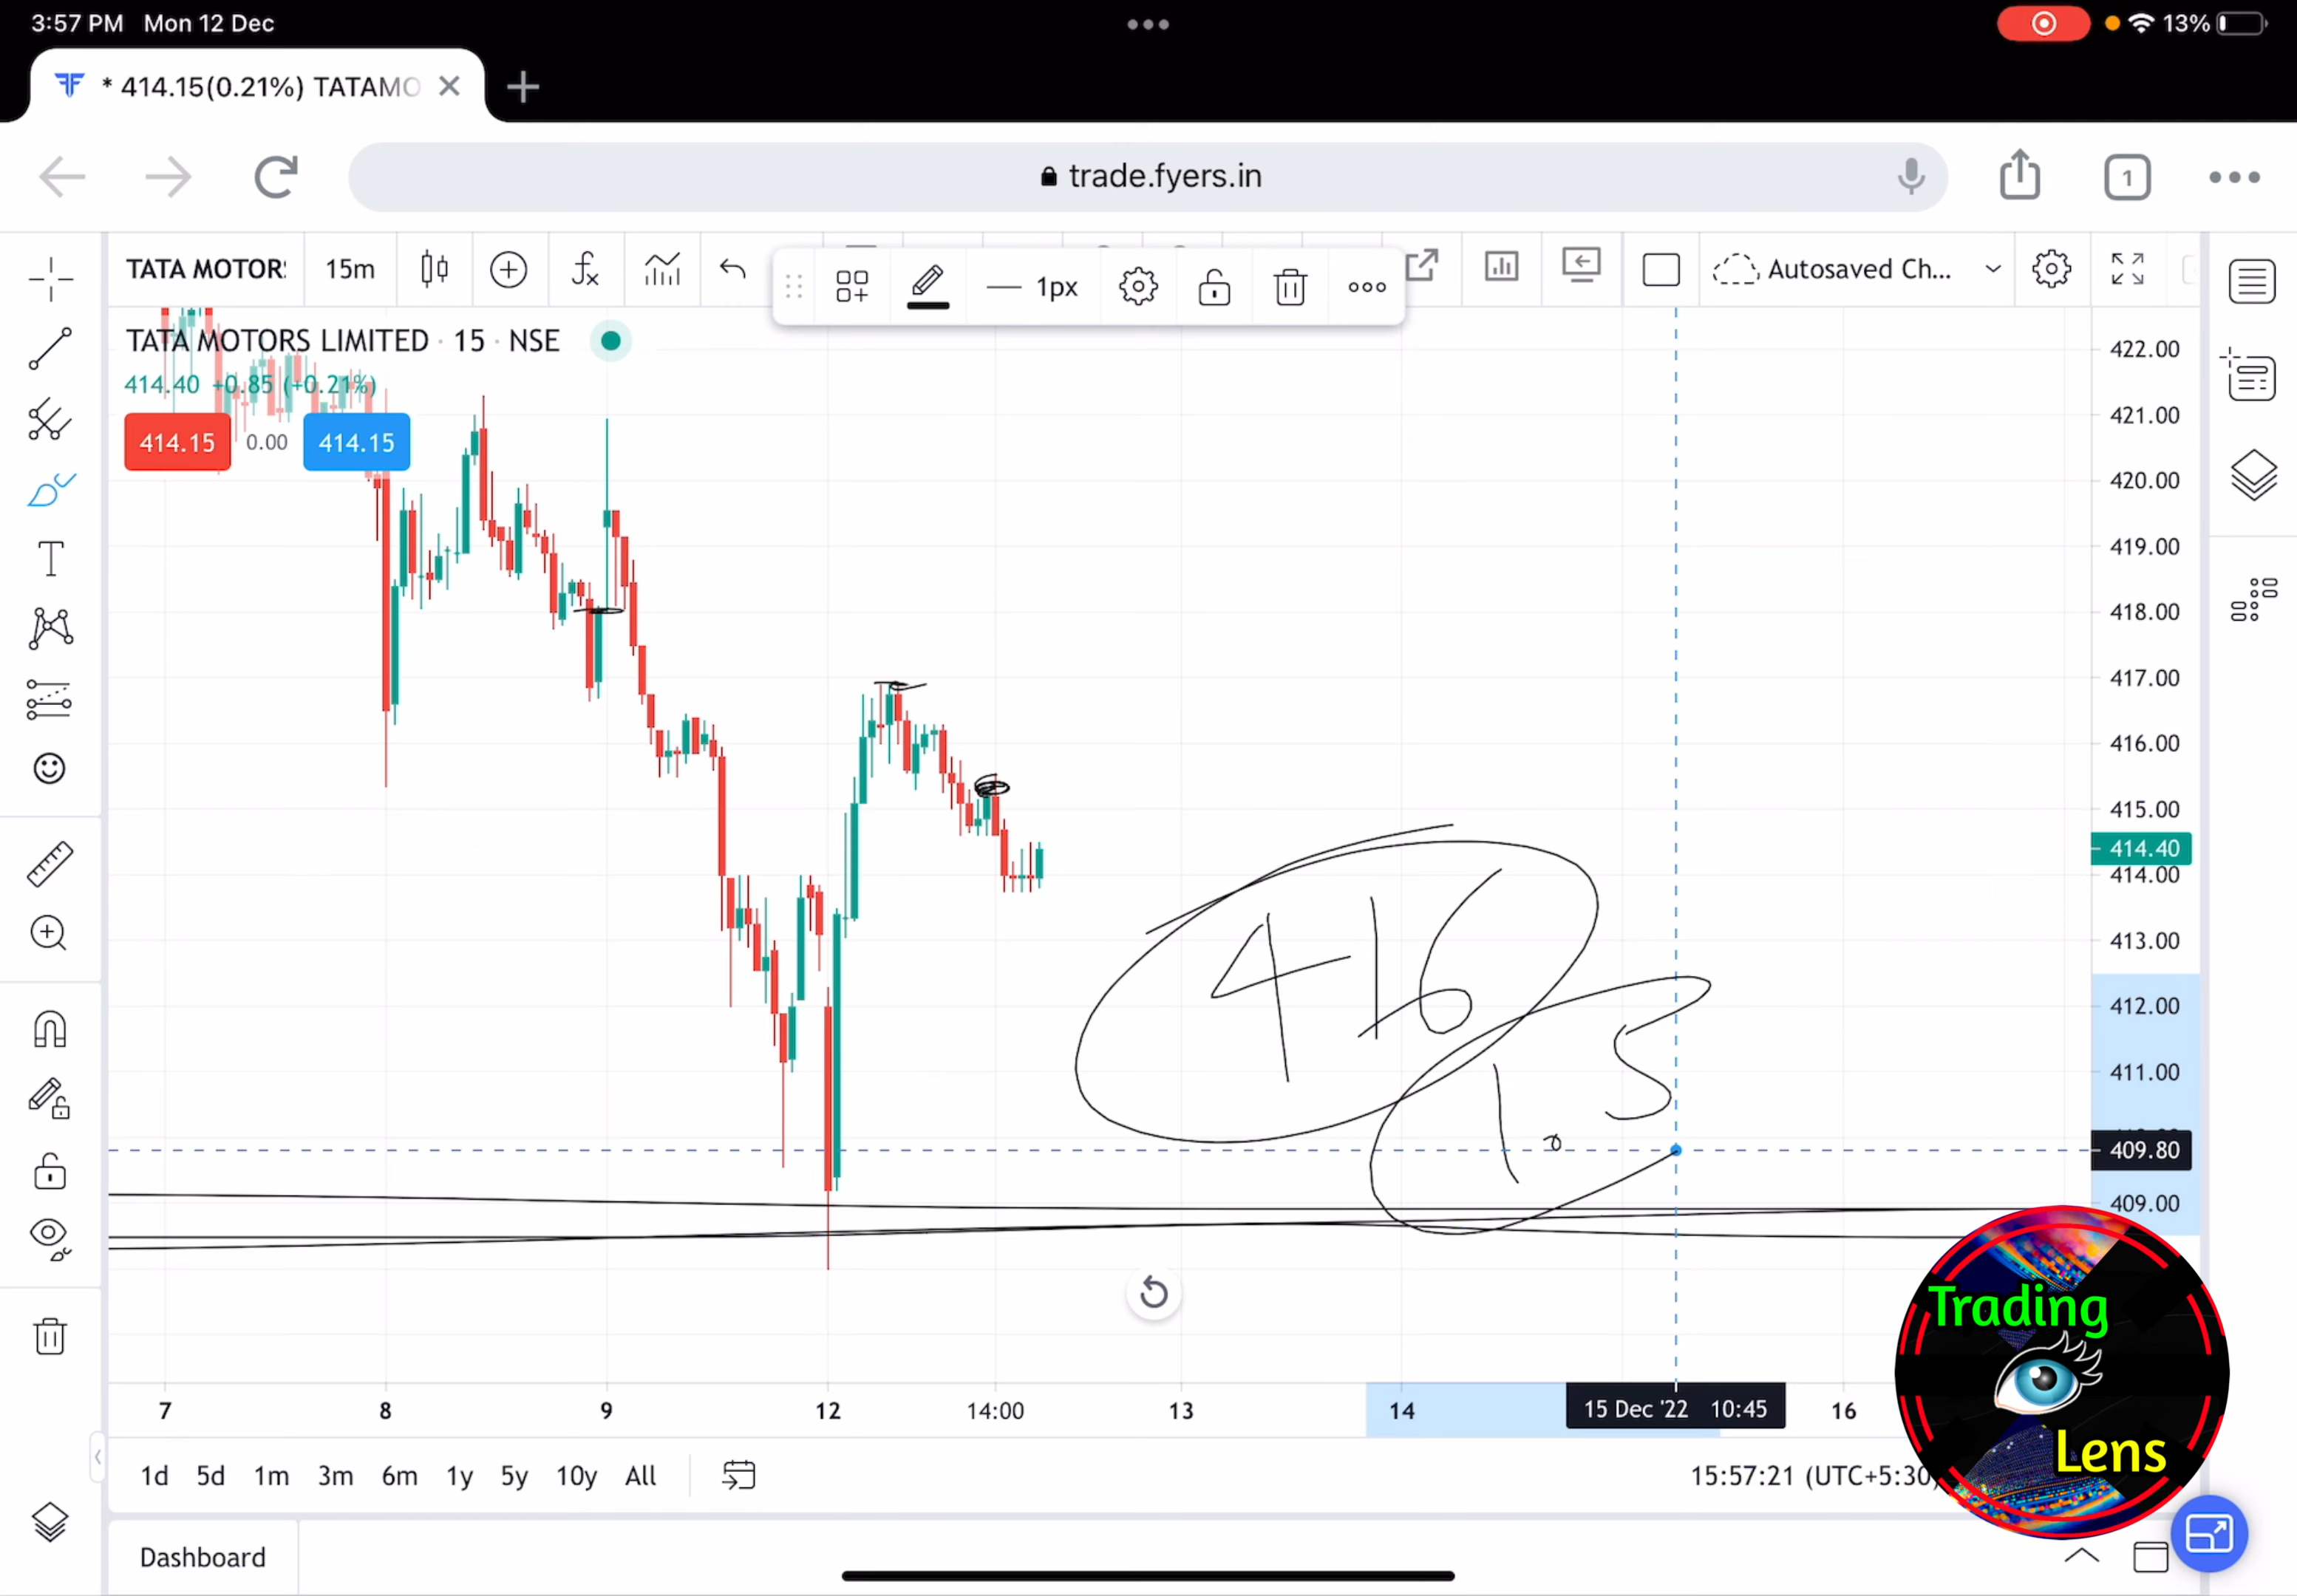 3:57 PM Mon 12 Dec
13%
* 414.15(0.21%) TATAMO
trade.fyers.in
1
TATA MOTOR
15m
1px
Autosaved Ch...
TATA MOTORS LIMITED · 15 · NSE
414.40 +0.85 (+0.21%)
414.15 0.00 414.15
422.00
421.00
420.00
419.00
418.00
417.00
416.00
415.00
414.40
414.00
413.00
412.00
411.00
409.80
409.00
416
1.5
7 8 9 12 14:00 13 14 15 Dec '22 10:45 16
1d 5d 1m 3m 6m 1y 5y 10y All
15:57:21 (UTC+5:30
Dashboard
Trading
Lens